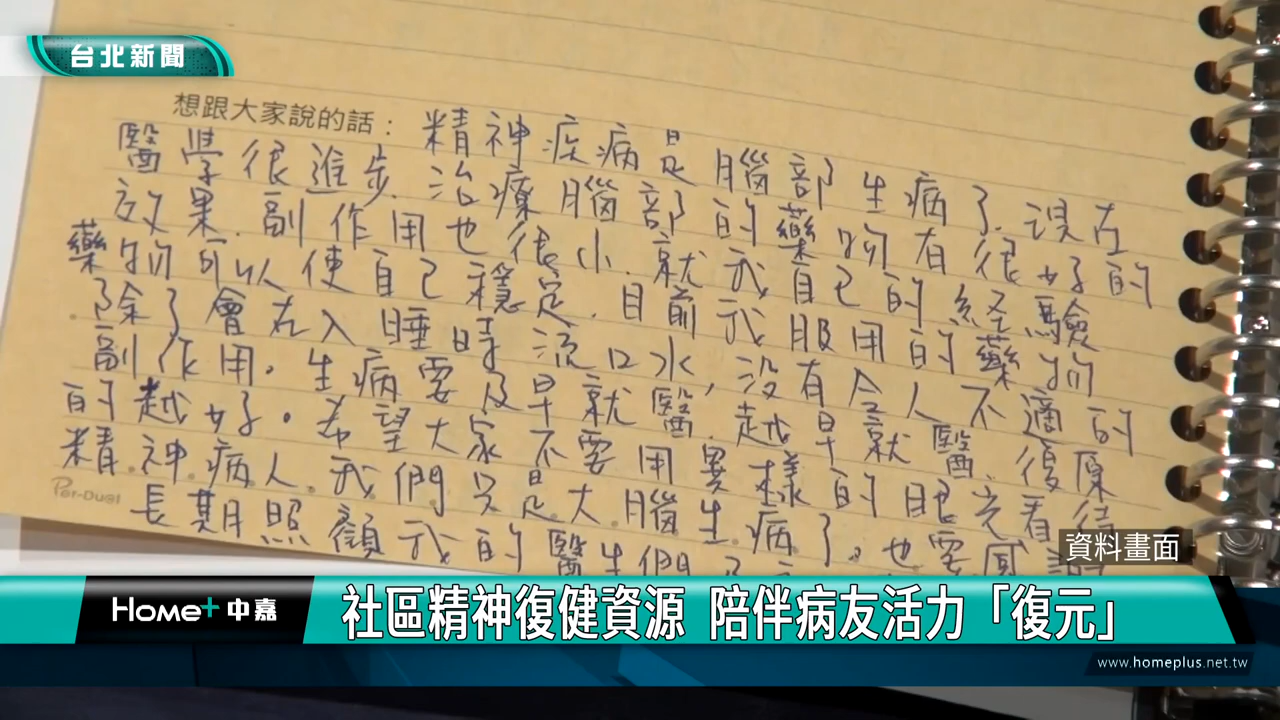 台北新聞
想跟大家說的話：精神疾病是腦部生病了.現在
醫學很進步.治療腦部的藥物有很好的
效果.副作用也很小.就我自己的經驗
藥物可以使自己穩定.目前我服用的藥物
除了會在入睡時流口水,沒有令人不適的
副作用。生病要及早就醫.越早就醫.復原
的越好。希望大家不要用異樣的眼光看待
精神病人.我們只是大腦生病了。也要感謝
長期照顧我的醫生們
Per-Dual
資料畫面
Home+中嘉
社區精神復健資源 陪伴病友活力「復元」
www.homeplus.net.tw